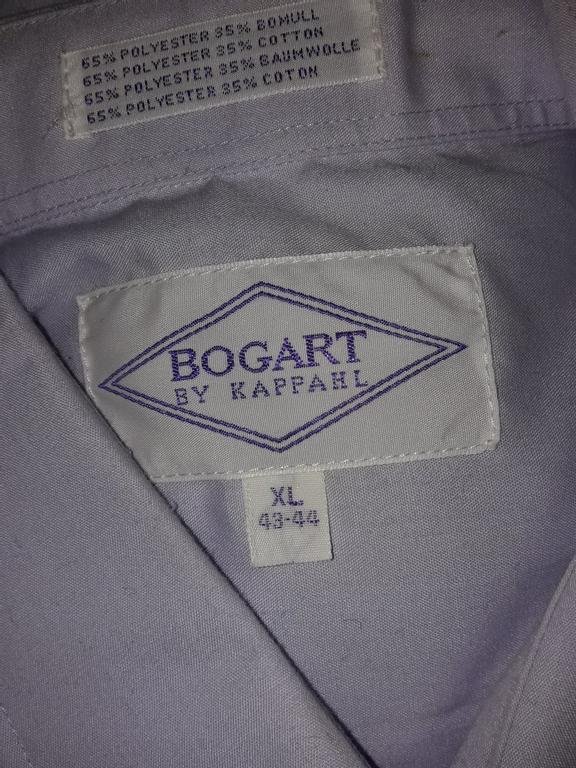 65% POLYESTER 35% BOMULL
65% POLYESTER 35% COTTON
65% POLYESTER 35% BAUMWOLLE
65% POLYESTER 35% COTON
BOGART
BY KAPPAHL
XL
43-44